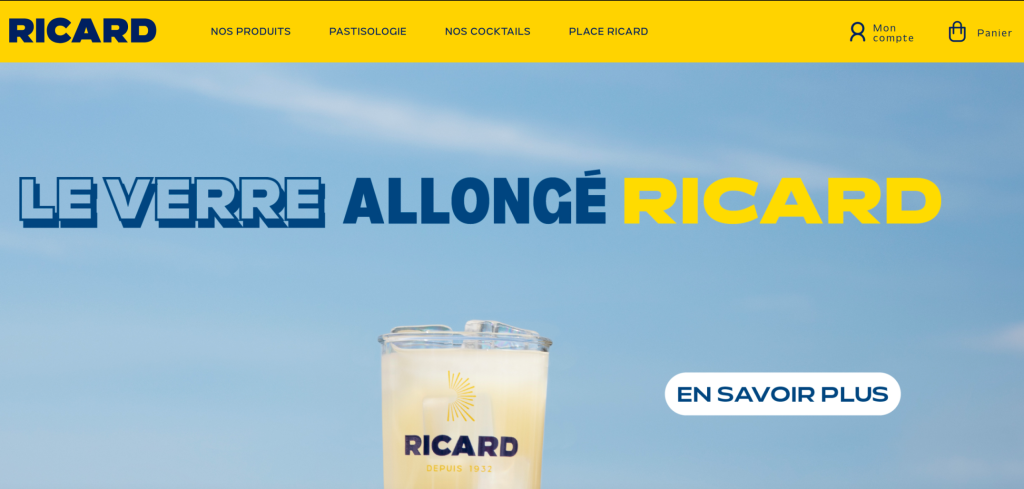 RICARD
NOS PRODUITS
PASTISOLOGIE
NOS COCKTAILS
PLACE RICARD
Mon
compte
Panier
LE VERRE ALLONGÉ RICARD
EN SAVOIR PLUS
RICARD
DEPUIS 1932